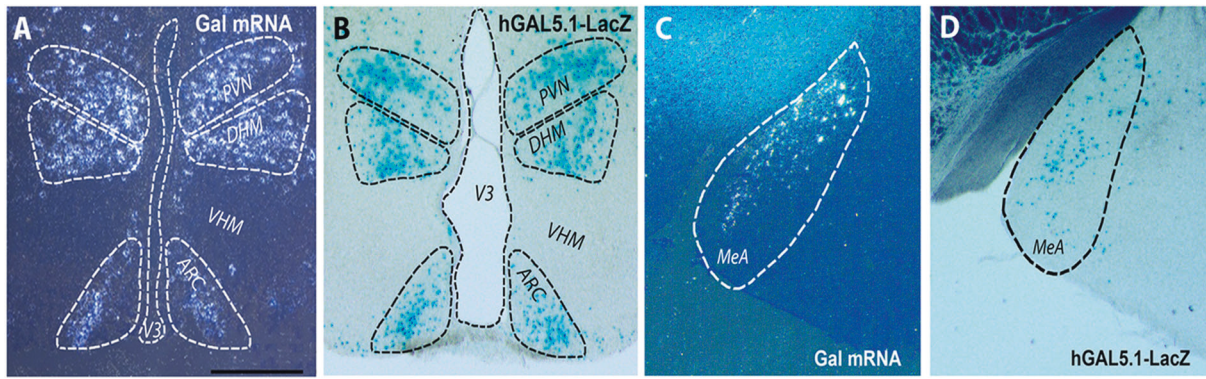 A
Gal mRNA
PVN
DHM
VHM
ARC
V3
B
hGAL5.1-LacZ
PVN
DHM
V3
VHM
ARC
C
MeA
Gal mRNA
D
MeA
hGAL5.1-LacZ